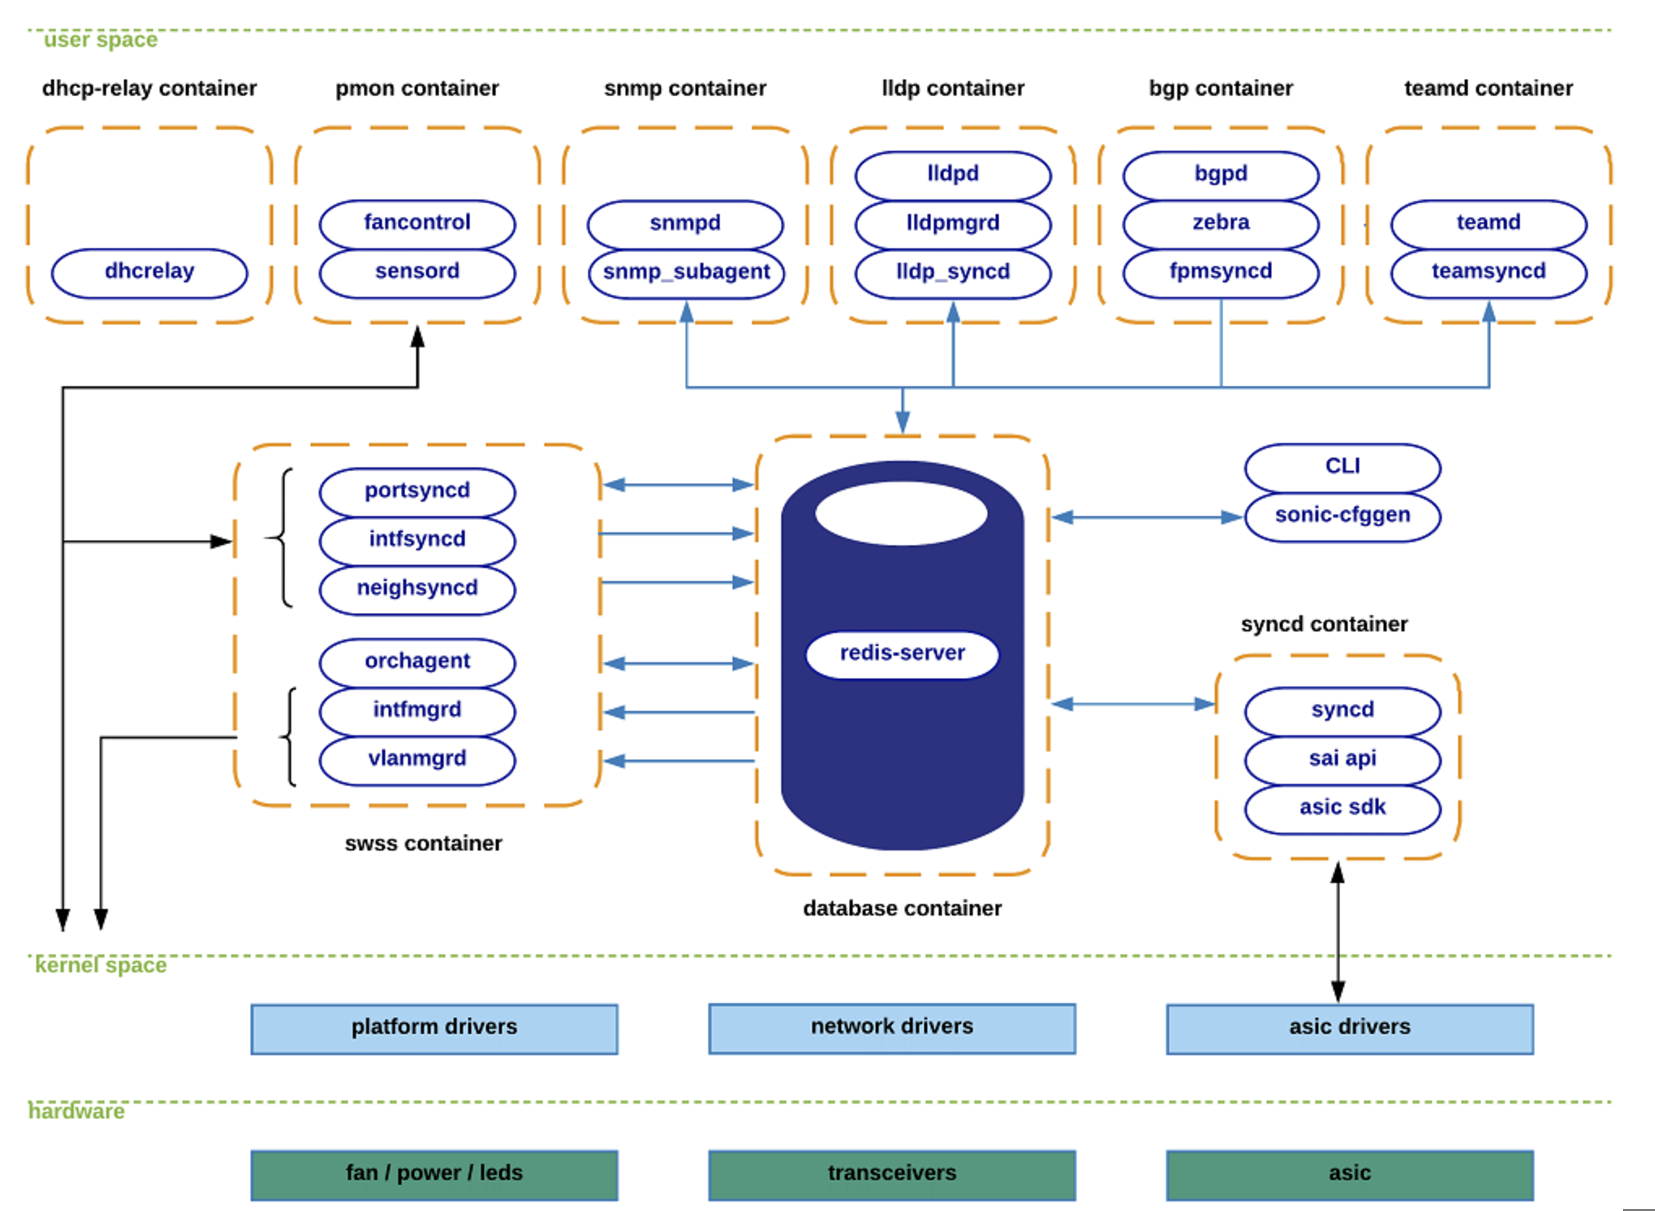 user space
dhcp-relay container
pmon container
snmp container
lldp container
bgp container
teamd container
dhcrelay
fancontrol
sensord
snmpd
snmp_subagent
lldpd
lldpmgrd
lldp_syncd
bgpd
zebra
fpmsyncd
teamd
teamsyncd
portsyncd
intfsyncd
neighsyncd
orchagent
intfmgrd
vlanmgrd
swss container
redis-server
database container
CLI
sonic-cfggen
syncd container
syncd
sai api
asic sdk
kernel space
platform drivers
network drivers
asic drivers
hardware
fan / power / leds
transceivers
asic